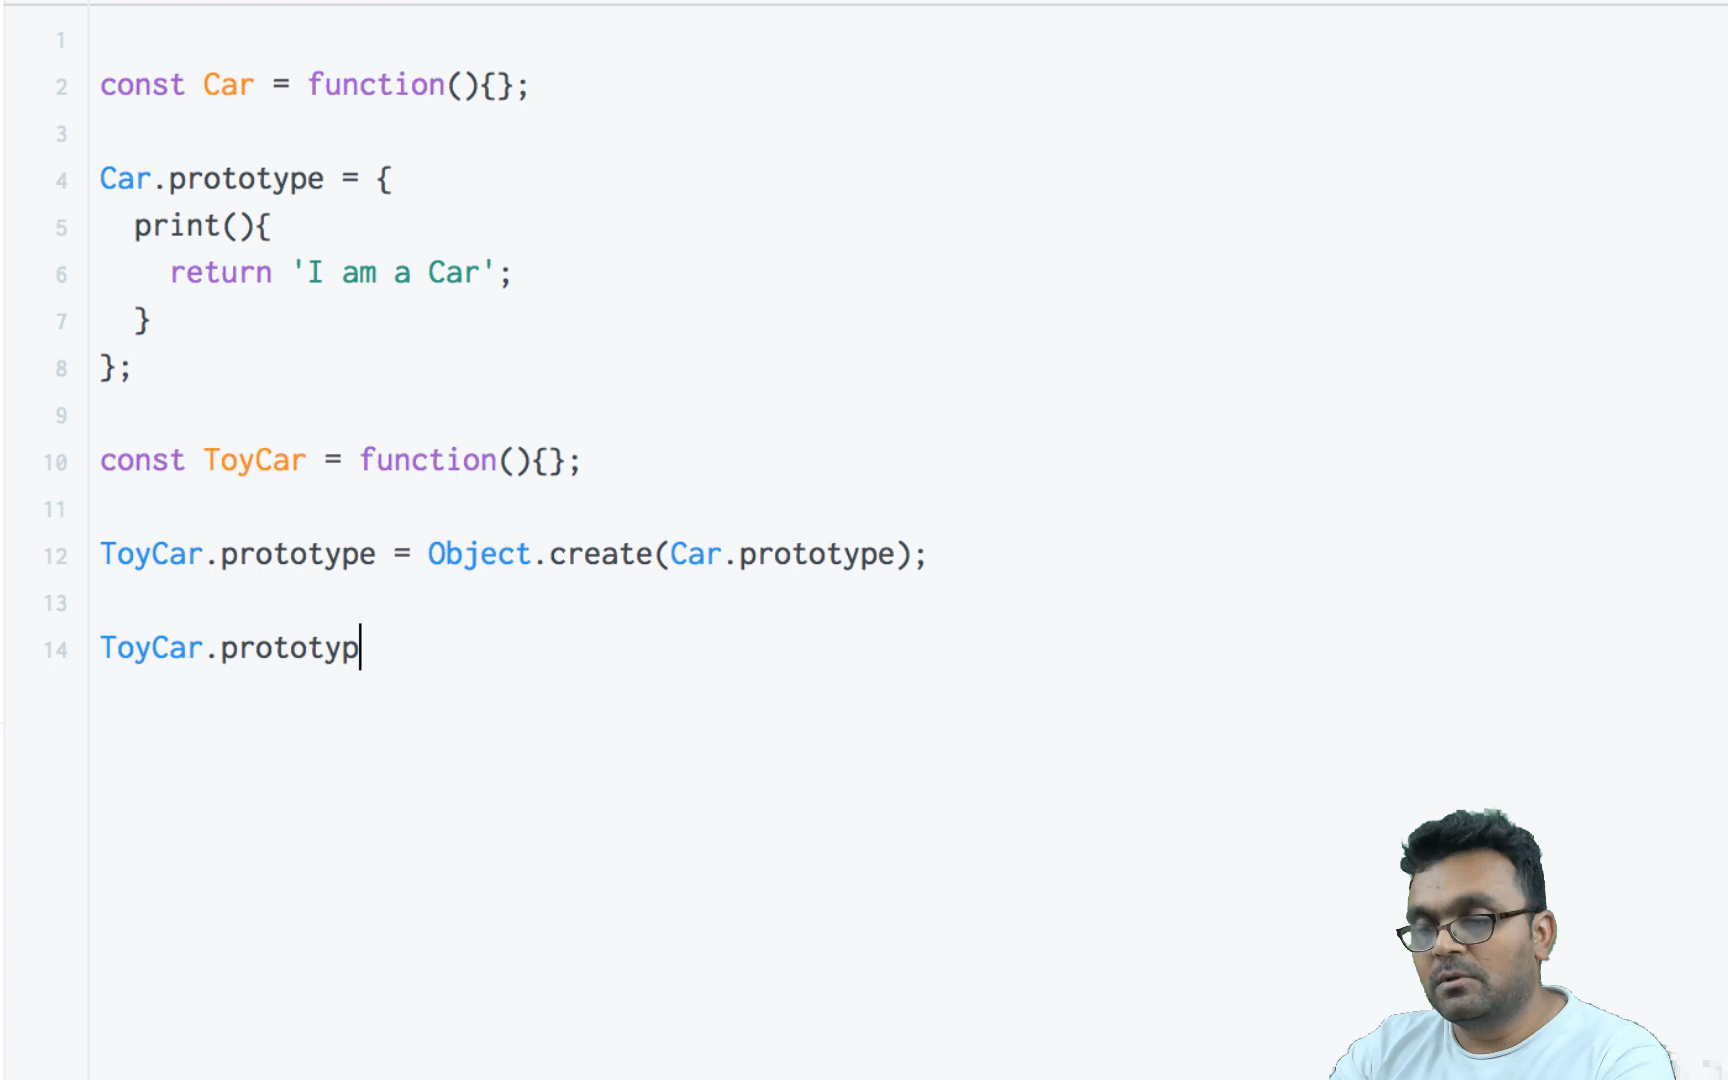 1
2 const Car = function(){};
3
4 Car.prototype = {
5 print(){
6 return 'I am a Car';
7 }
8 };
9
10 const ToyCar = function(){};
11
12 ToyCar.prototype = Object.create(Car.prototype);
13
14 ToyCar.prototyp